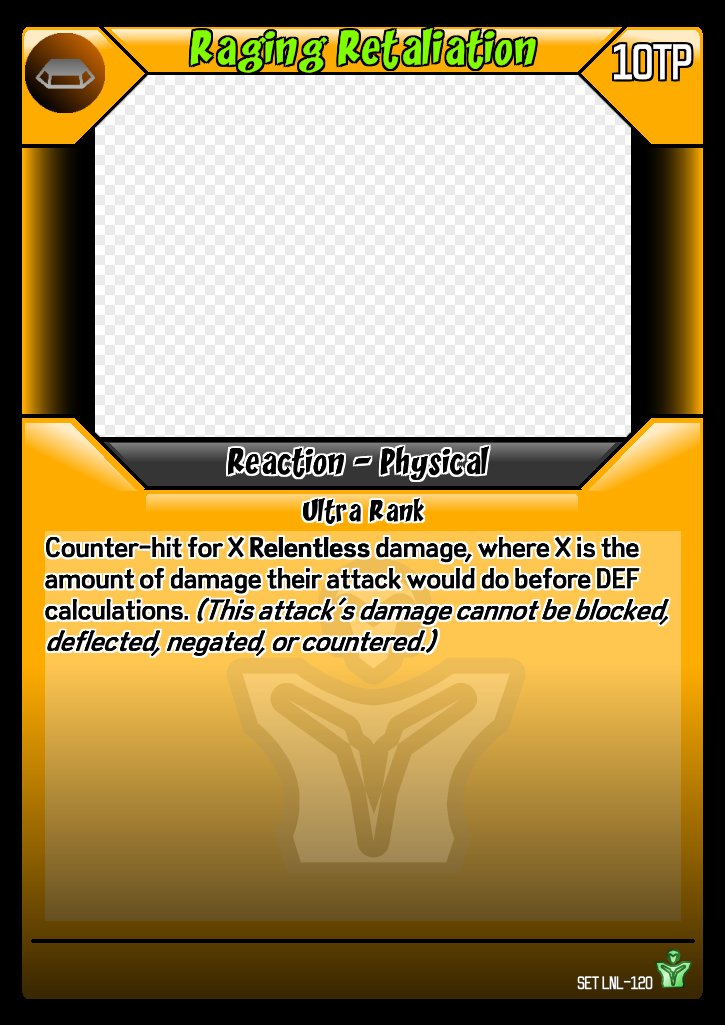 Raging Retaliation
10TP
Reaction - Physical
Ultra Rank
Counter-hit for X Relentless damage, where X is the
amount of damage their attack would do before DEF
calculations. (This attack's damage cannot be blocked,
deflected, negated, or countered.)
SET LNL-120